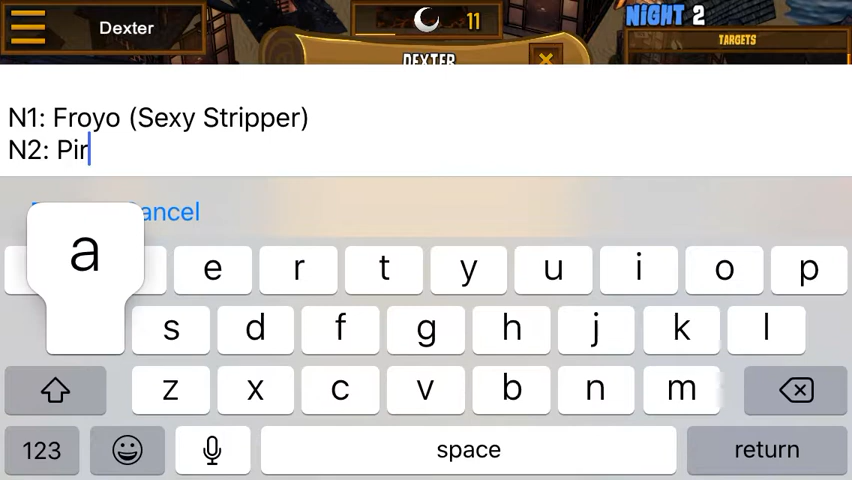 Dexter
11
NIGHT 2
TARGETS
DEXTER
N1: Froyo (Sexy Stripper)
N2: Pir
ancel
a
e r t y u i o p
s d f g h j k l
z x c v b n m
123
space
return